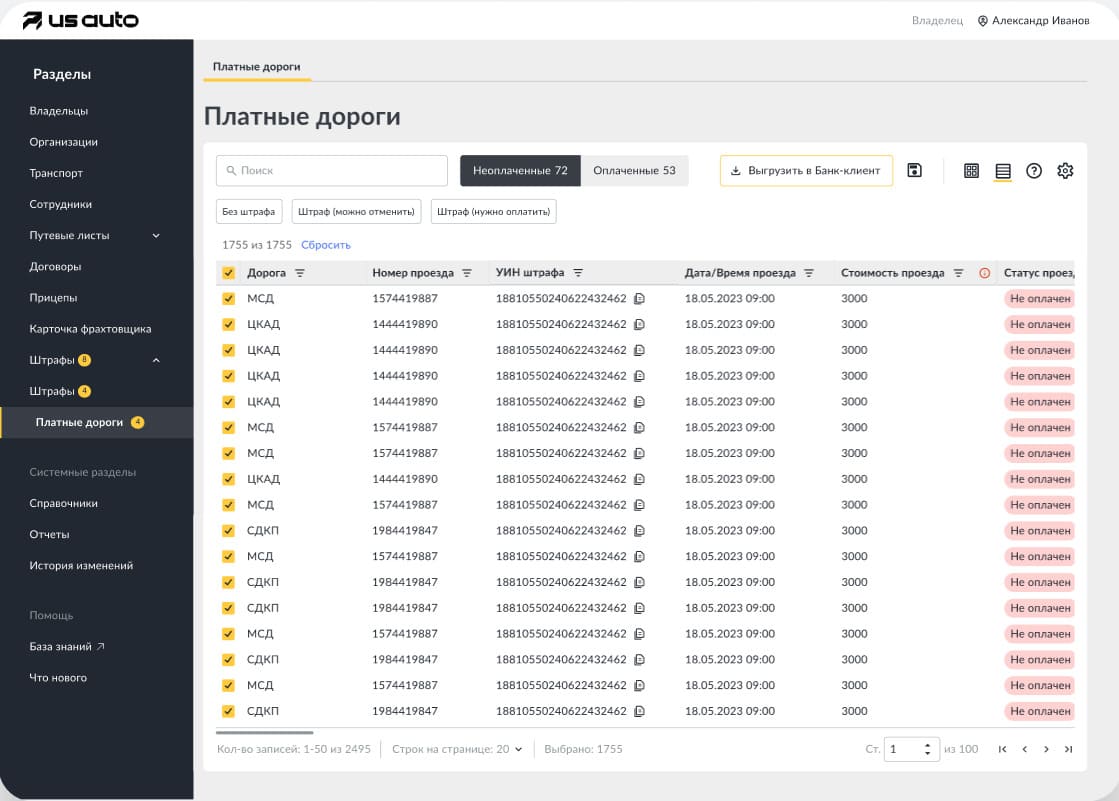 us auto
Владелец Александр Иванов
Разделы
Владельцы
Организации
Транспорт
Сотрудники
Путевые листы
Договоры
Прицепы
Карточка фрахтовщика
Штрафы 8
Штрафы 4
Платные дороги 4
Системные разделы
Справочники
Отчеты
История изменений
Помощь
База знаний
Что нового
Платные дороги
Платные дороги
Поиск Неоплаченные 72 Оплаченные 53 Выгрузить в Банк-клиент
Без штрафа Штраф (можно отменить) Штраф (нужно оплатить)
1755 из 1755 Сбросить
Дорога Номер проезда УИН штрафа Дата/Время проезда Стоимость проезда Статус проез
МСД 1574419887 18810550240622432462 18.05.2023 09:00 3000 Не оплачен
ЦКАД 1444419890 18810550240622432462 18.05.2023 09:00 3000 Не оплачен
ЦКАД 1444419890 18810550240622432462 18.05.2023 09:00 3000 Не оплачен
ЦКАД 1444419890 18810550240622432462 18.05.2023 09:00 3000 Не оплачен
ЦКАД 1444419890 18810550240622432462 18.05.2023 09:00 3000 Не оплачен
МСД 1574419887 18810550240622432462 18.05.2023 09:00 3000 Не оплачен
МСД 1574419887 18810550240622432462 18.05.2023 09:00 3000 Не оплачен
ЦКАД 1444419890 18810550240622432462 18.05.2023 09:00 3000 Не оплачен
МСД 1574419887 18810550240622432462 18.05.2023 09:00 3000 Не оплачен
СДКП 1984419847 18810550240622432462 18.05.2023 09:00 3000 Не оплачен
МСД 1574419887 18810550240622432462 18.05.2023 09:00 3000 Не оплачен
СДКП 1984419847 18810550240622432462 18.05.2023 09:00 3000 Не оплачен
СДКП 1984419847 18810550240622432462 18.05.2023 09:00 3000 Не оплачен
МСД 1574419887 18810550240622432462 18.05.2023 09:00 3000 Не оплачен
СДКП 1984419847 18810550240622432462 18.05.2023 09:00 3000 Не оплачен
МСД 1574419887 18810550240622432462 18.05.2023 09:00 3000 Не оплачен
СДКП 1984419847 18810550240622432462 18.05.2023 09:00 3000 Не оплачен
Кол-во записей: 1-50 из 2495 Строк на странице: 20 Выбрано: 1755 Ст. 1 из 100